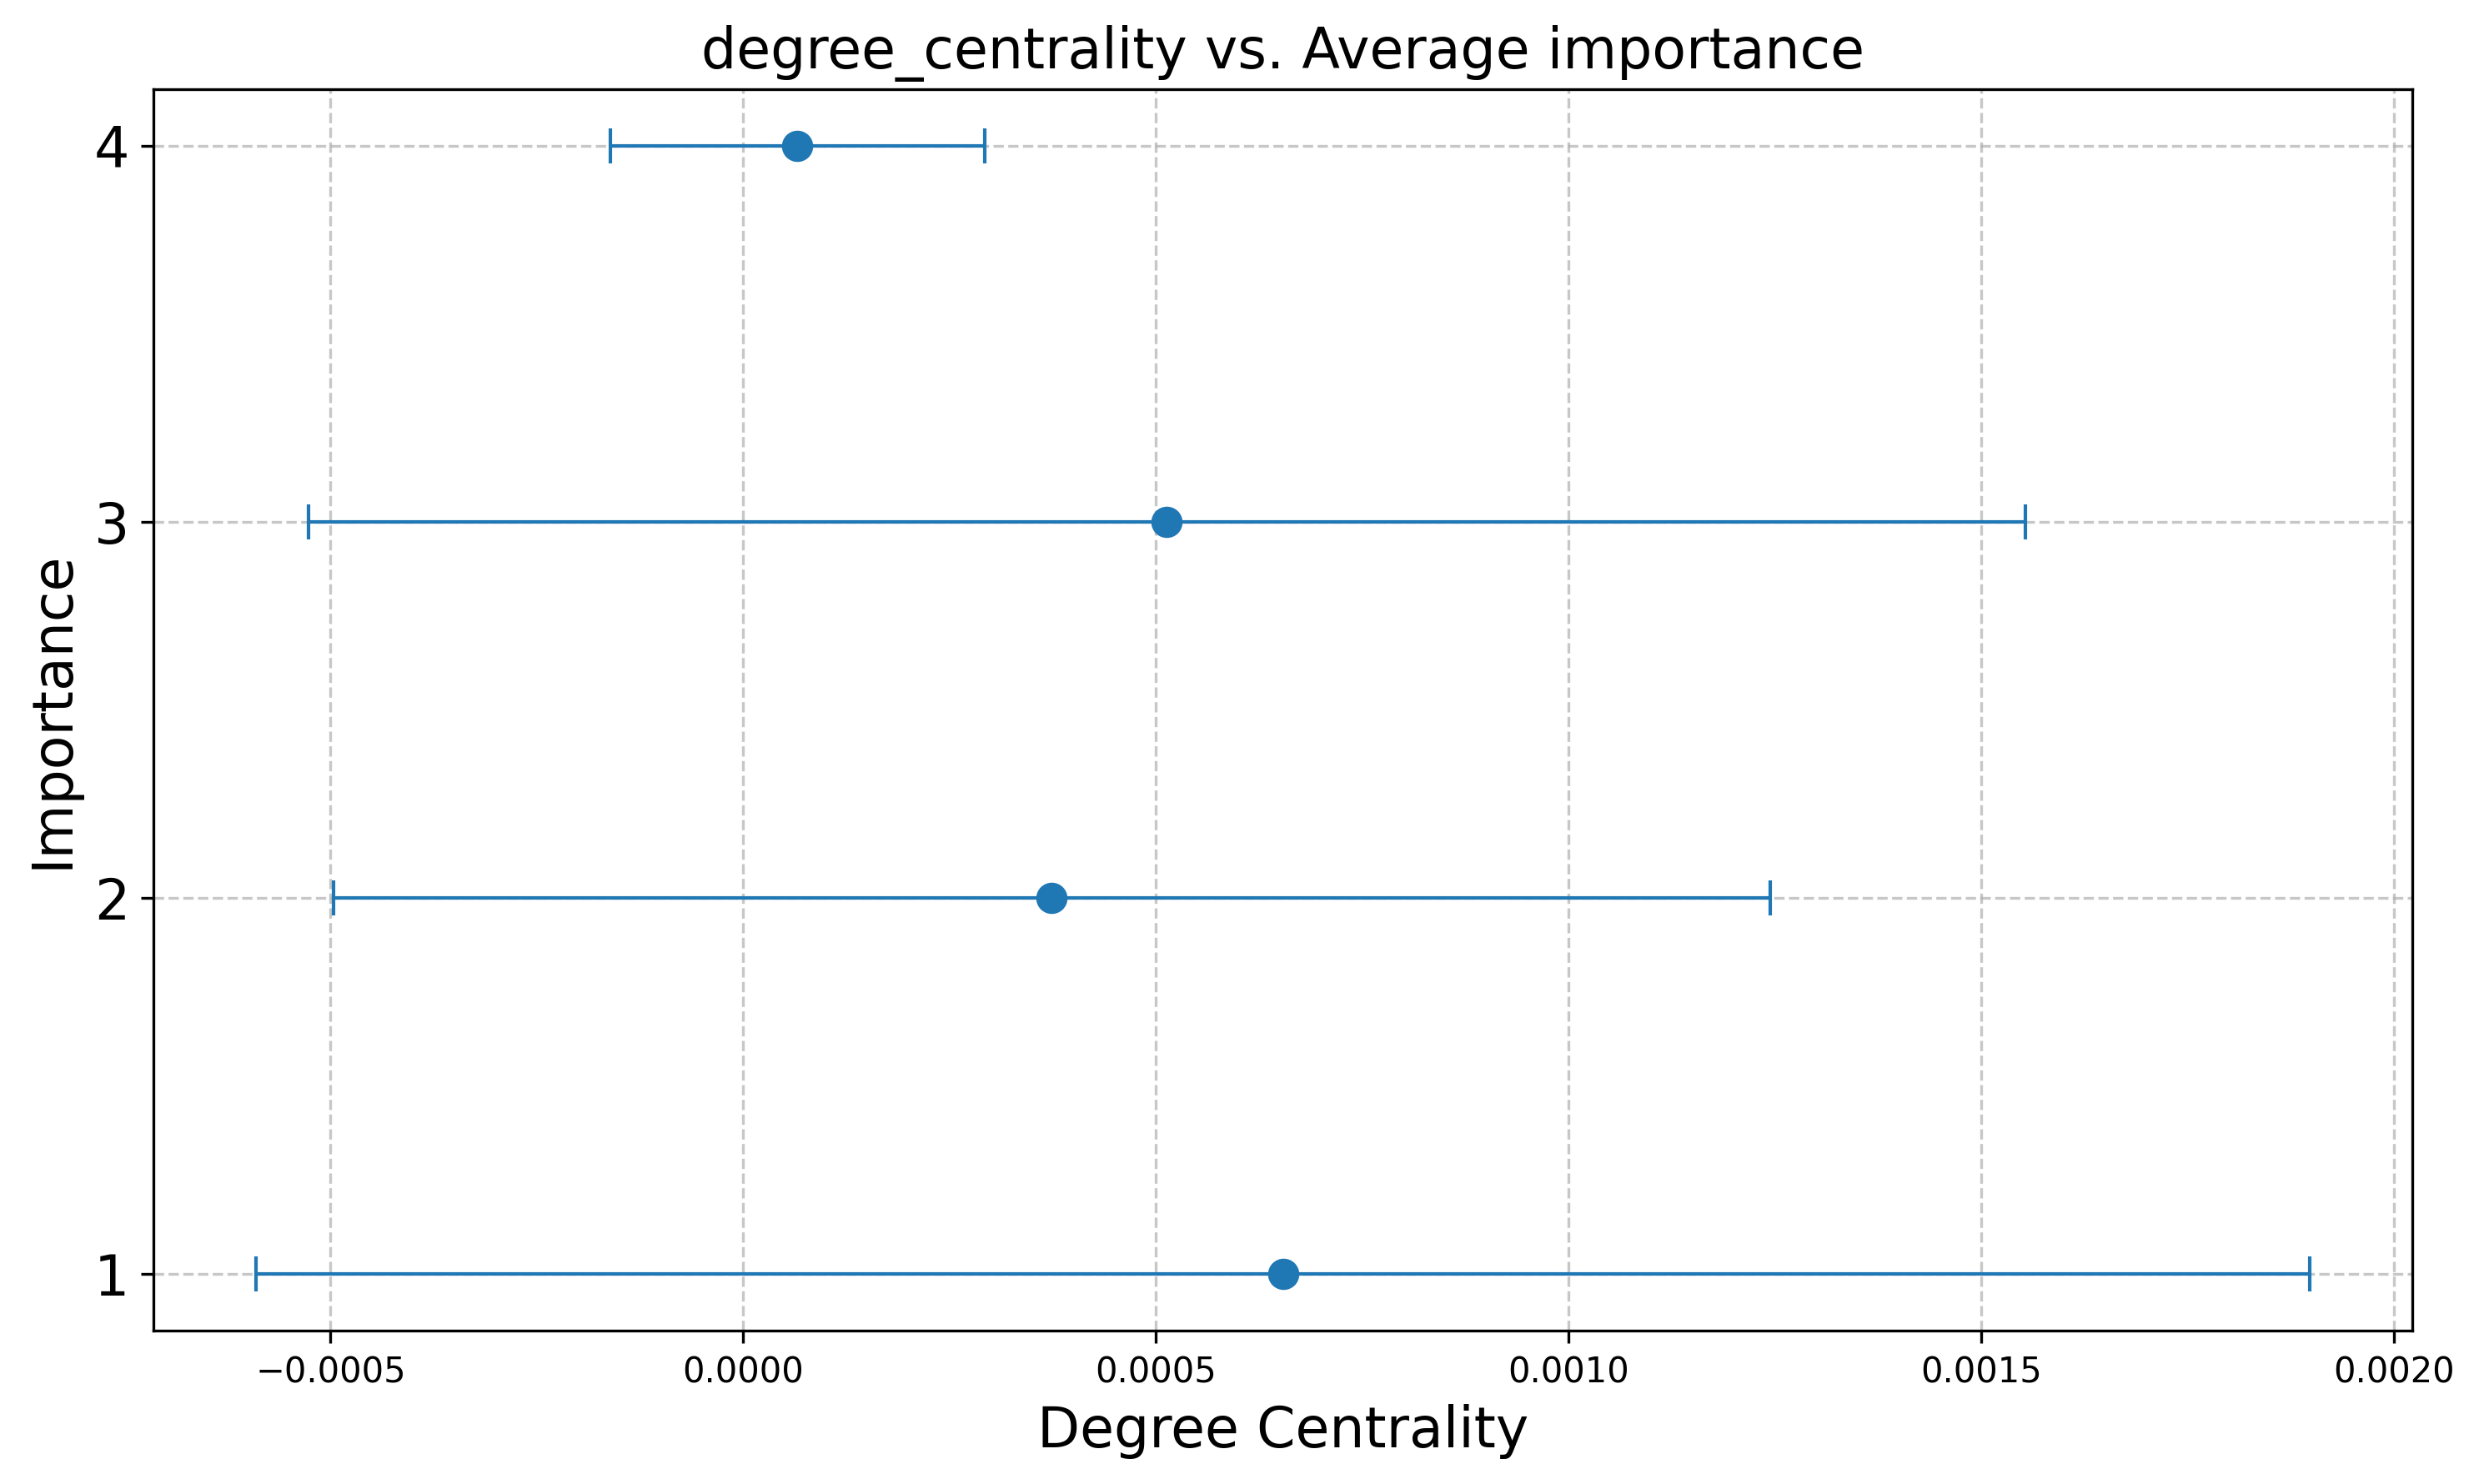 degree_centrality vs. Average importance
4
3
2
1
Importance
−0.0005 0.0000 0.0005 0.0010 0.0015 0.0020
Degree Centrality